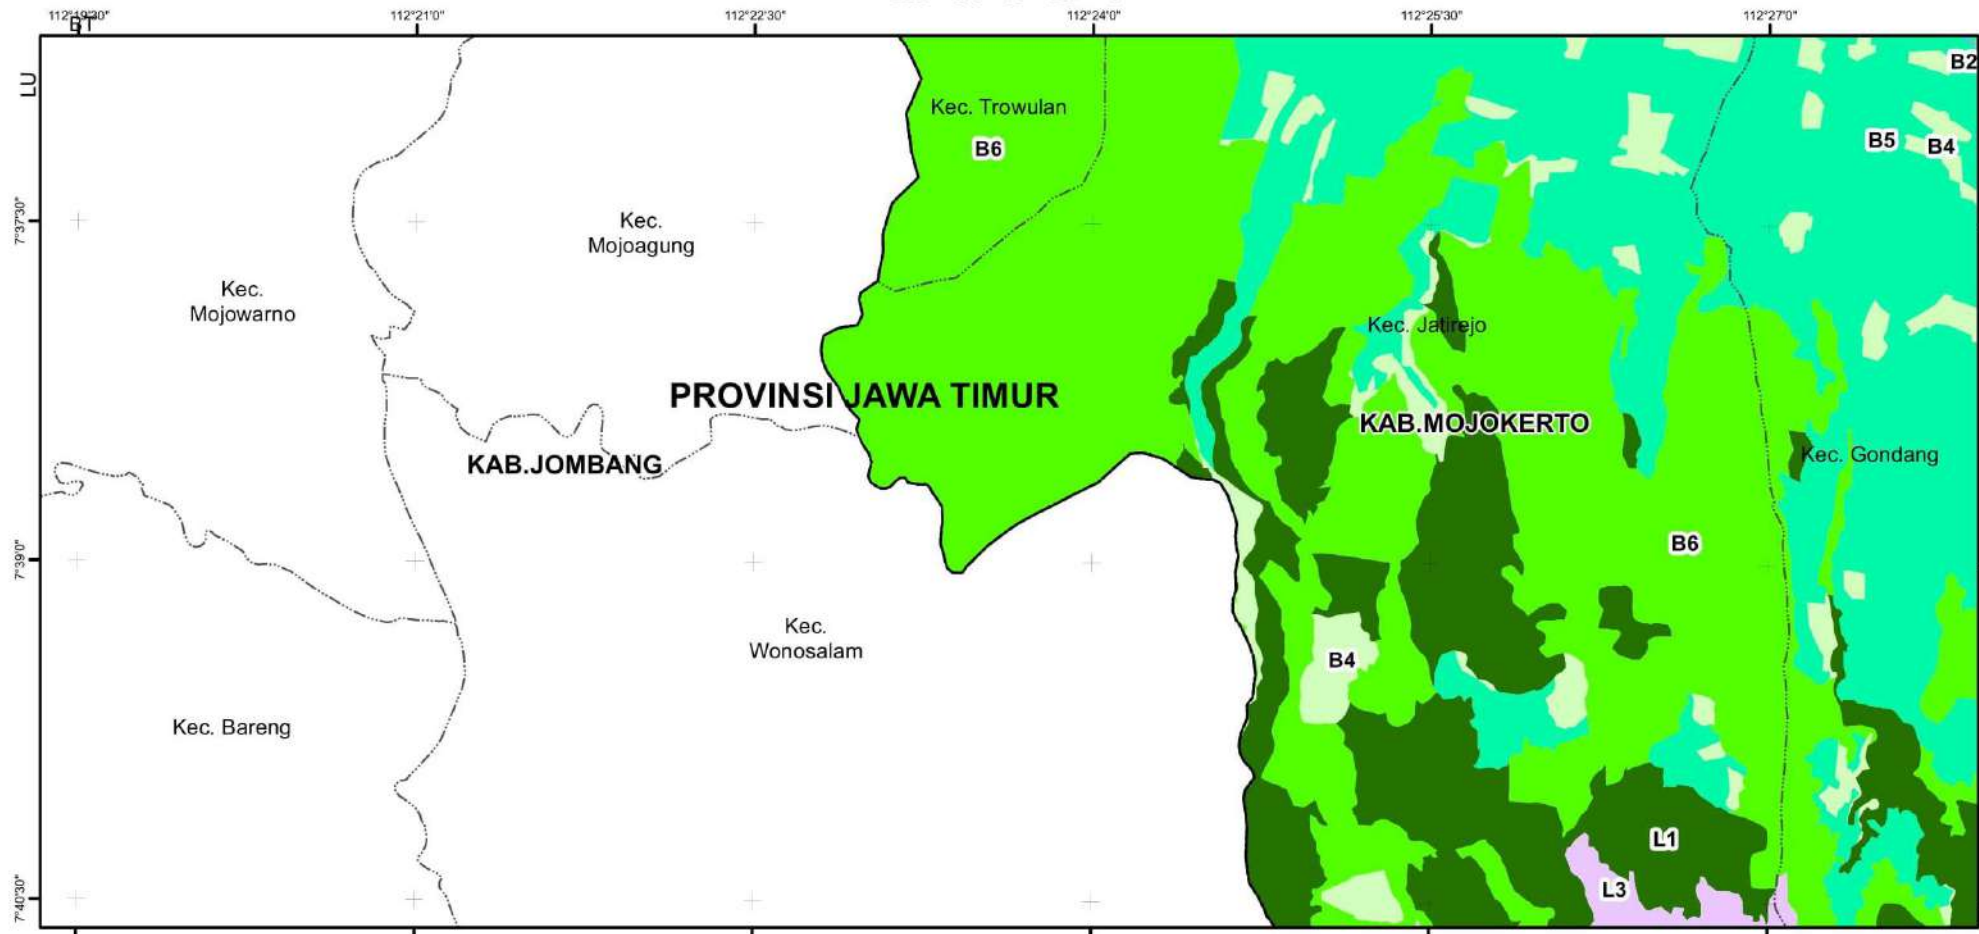 112°19'30"
BT
112°21'0"
112°22'30"
112°24'0"
112°25'30"
112°27'0"
LU
B2
Kec. Trowulan
B6
B5
B4
7°37'30"
Kec.
Mojoagung
Kec.
Mojowarno
Kec. Jatirejo
PROVINSI JAWA TIMUR
KAB.MOJOKERTO
KAB.JOMBANG
Kec. Gondang
7°39'0"
B6
Kec.
Wonosalam
B4
Kec. Bareng
L1
L3
7°40'30"